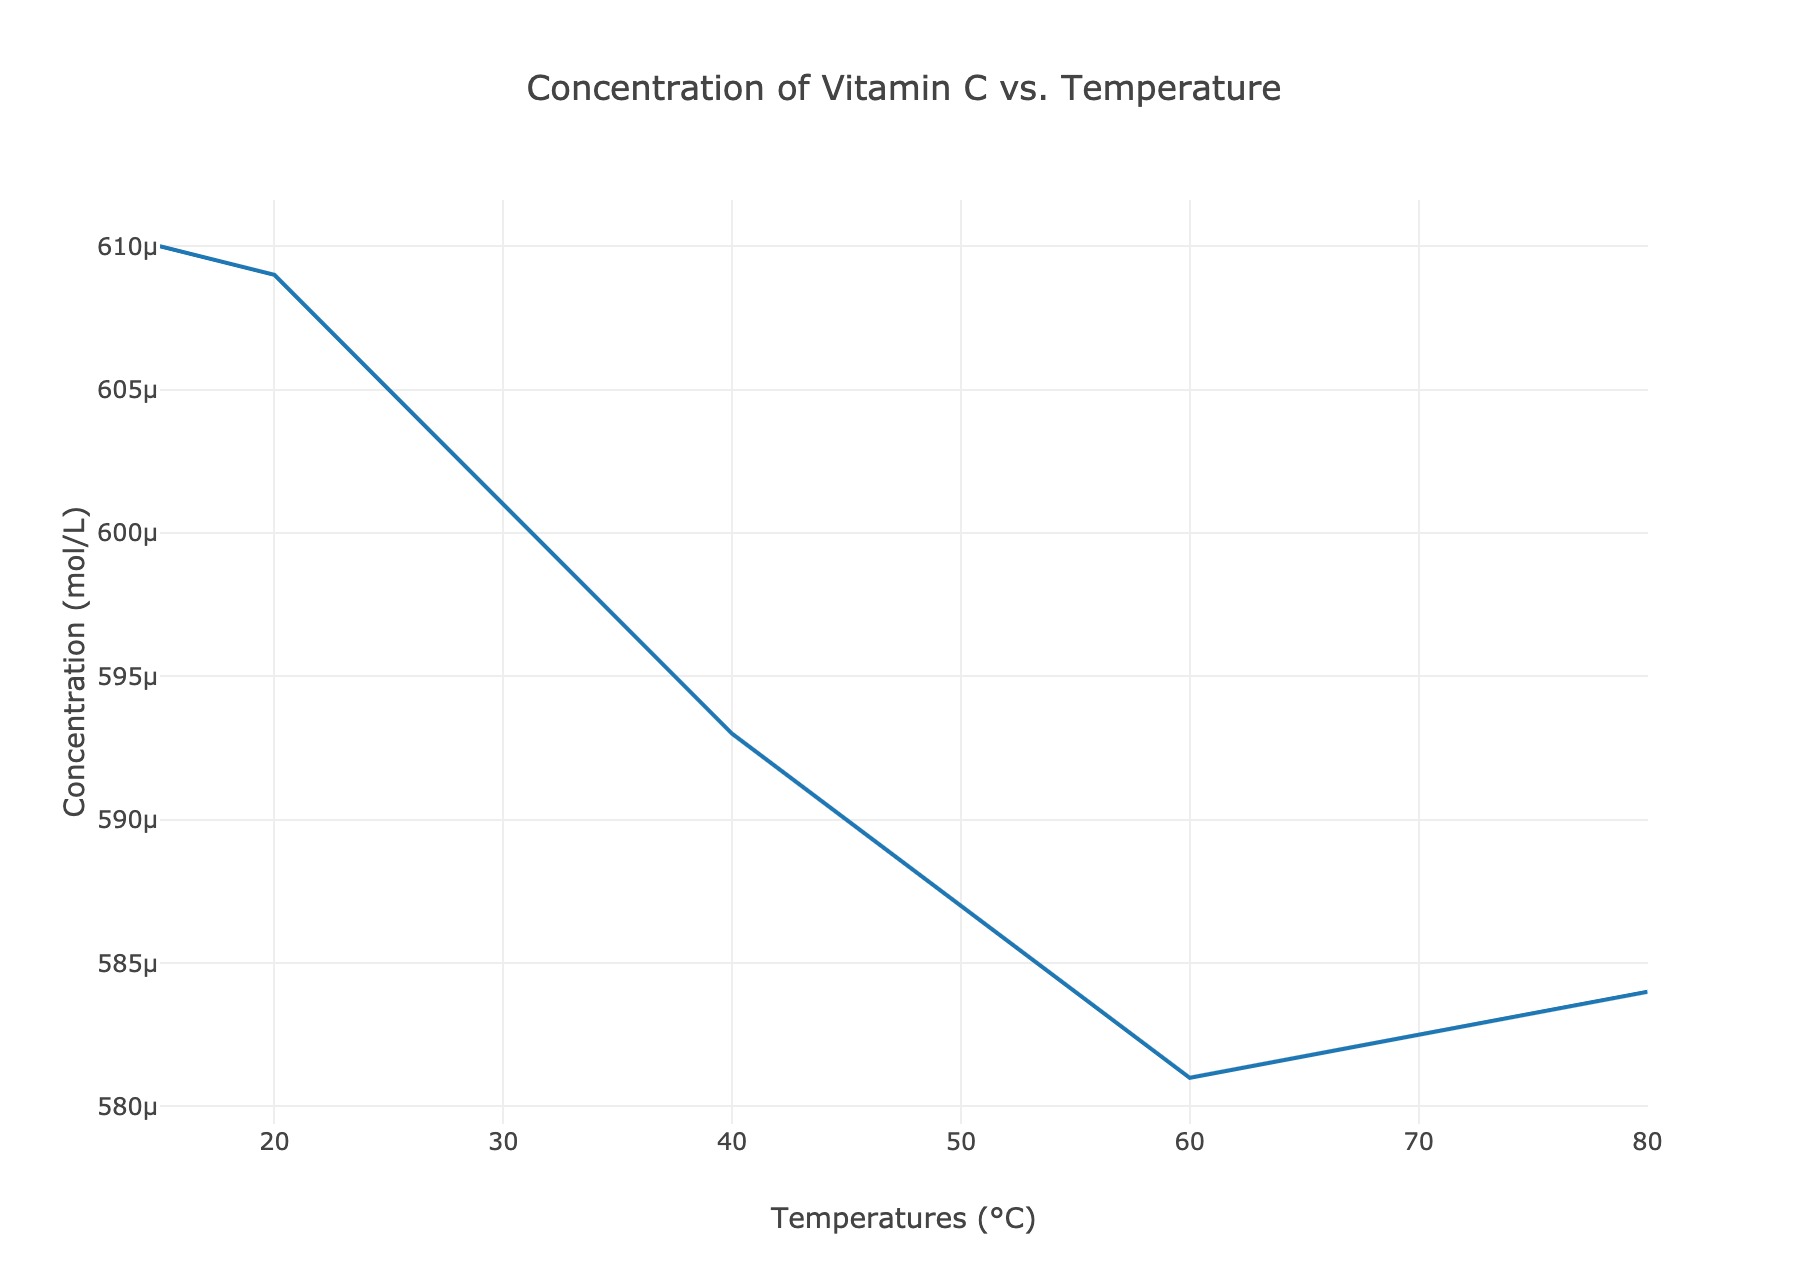 Concentration of Vitamin C vs. Temperature
610µ
605µ
600µ
595µ
590µ
585µ
580µ
Concentration (mol/L)
20 30 40 50 60 70 80
Temperatures (°C)